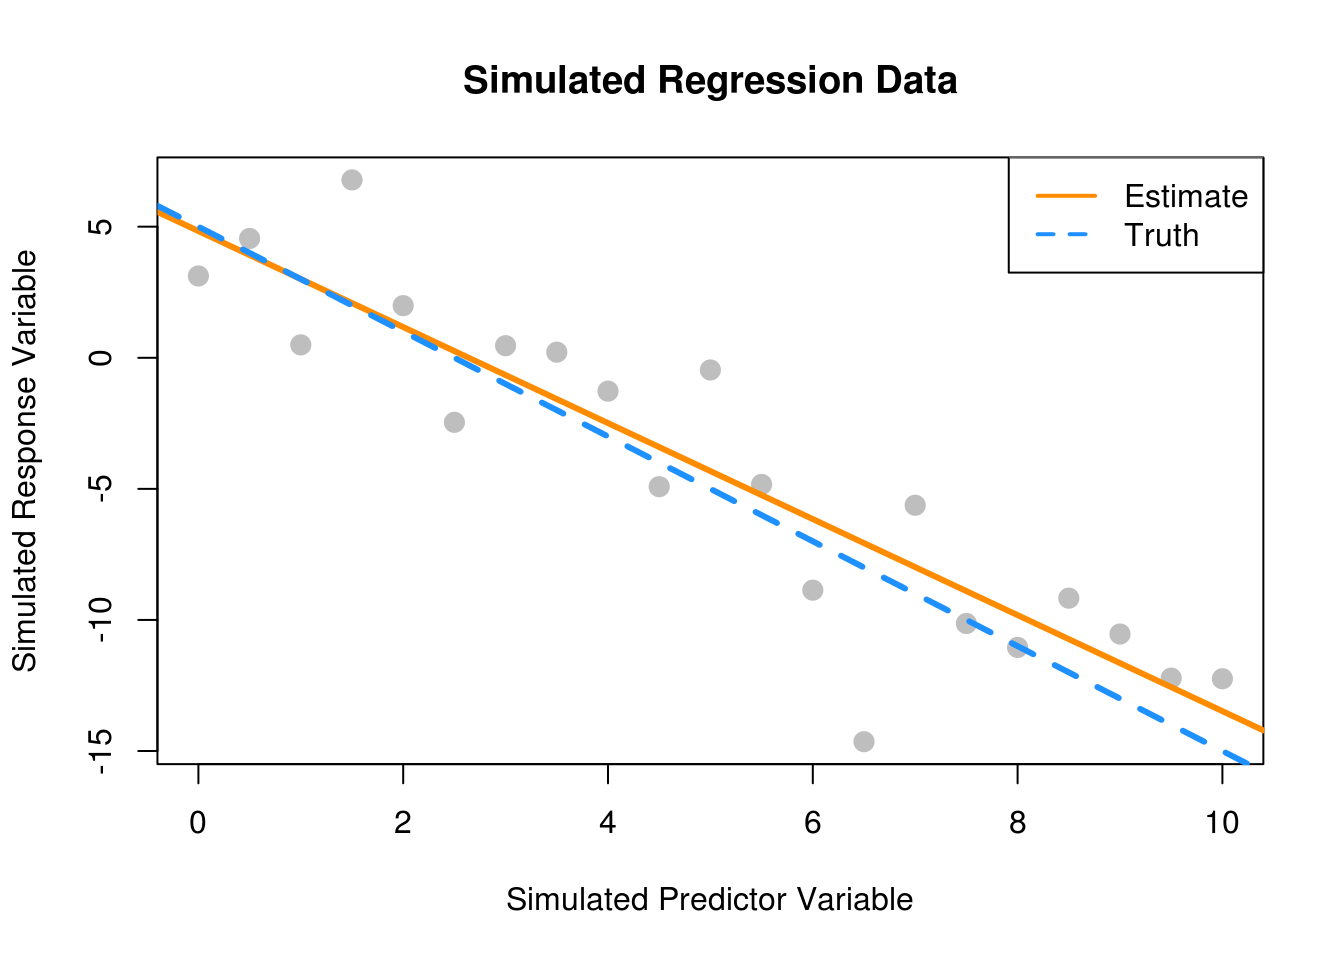 Simulated Regression Data
Estimate
Truth
Simulated Response Variable
5
0
-5
-10
-15
0 2 4 6 8 10
Simulated Predictor Variable